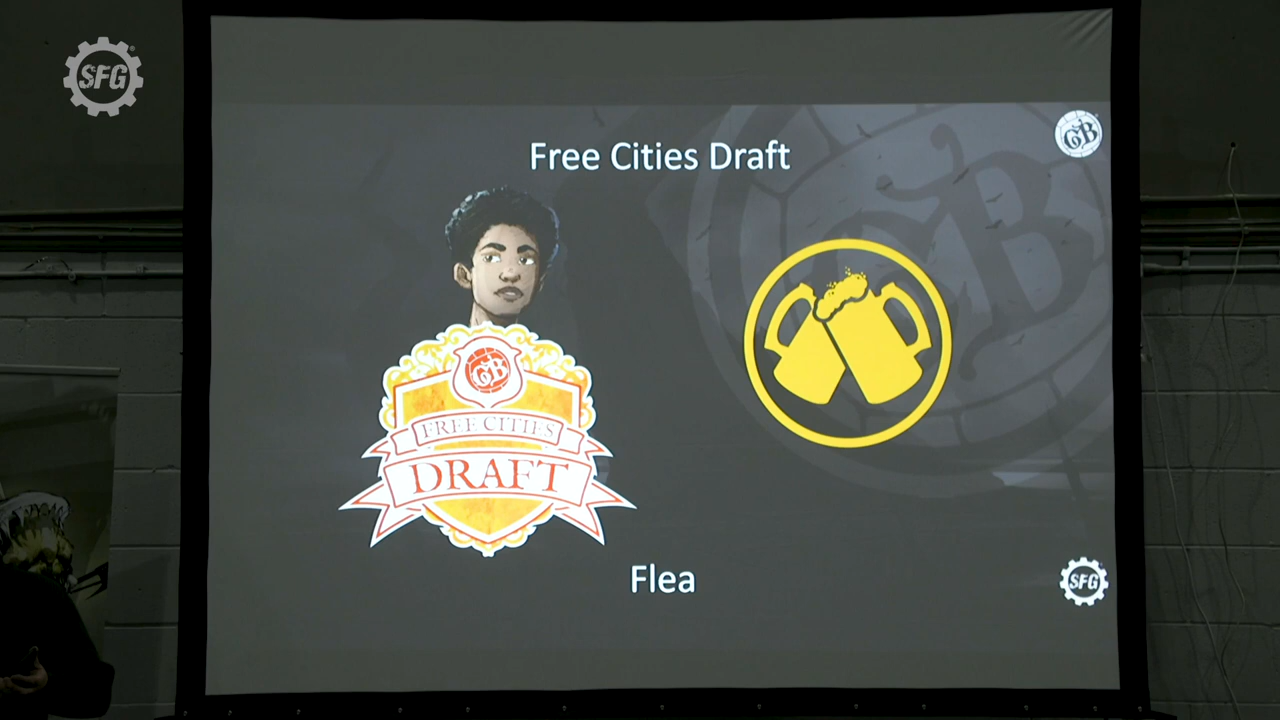 SFG
Free Cities Draft
GB
GB
FREE CITIES
DRAFT
Flea
SFG